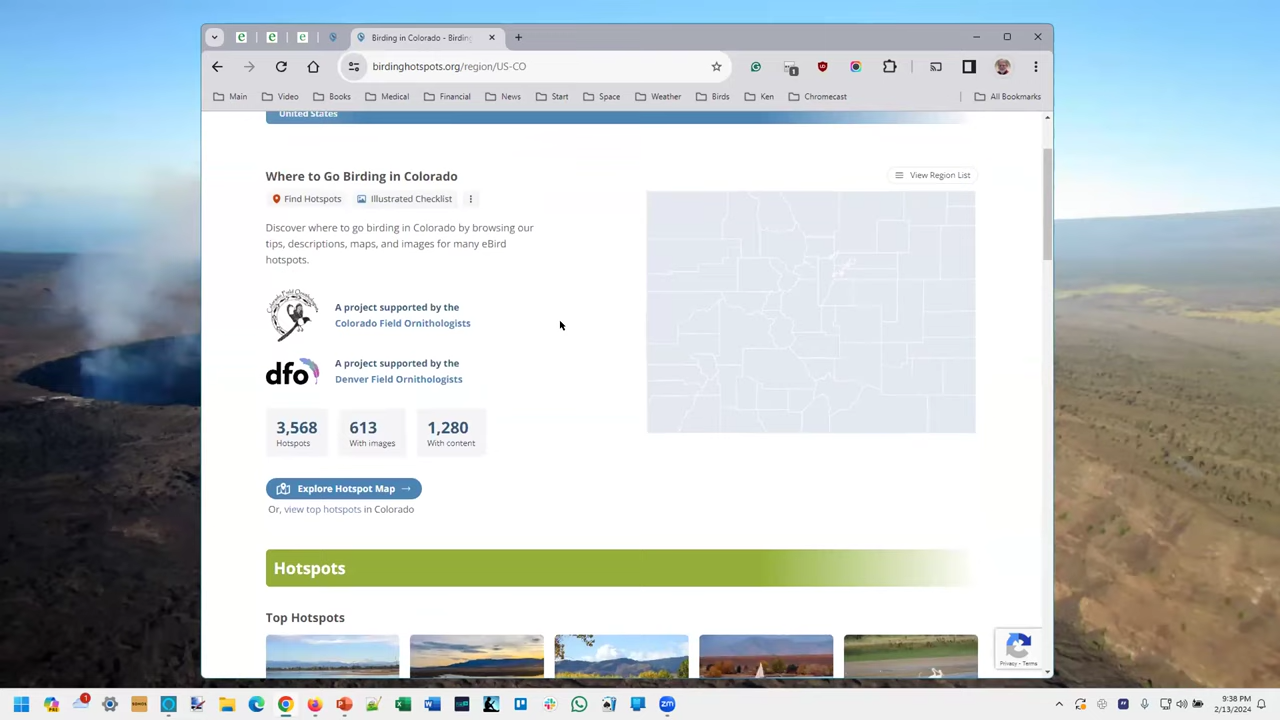 Birding in Colorado - Birding
birdinghotspots.org/region/US-CO
Main
Video
Books
Medical
Financial
News
Start
Space
Weather
Birds
Ken
Chromecast
All Bookmarks
United States
Where to Go Birding in Colorado
View Region List
Find Hotspots
Illustrated Checklist
Discover where to go birding in Colorado by browsing our
tips, descriptions, maps, and images for many eBird
hotspots.
Colorado Field Ornithologists
A project supported by the
Colorado Field Ornithologists
dfo
A project supported by the
Denver Field Ornithologists
3,568
Hotspots
613
With images
1,280
With content
Explore Hotspot Map →
Or, view top hotspots in Colorado
Hotspots
Top Hotspots
Privacy - Terms
9:38 PM
2/13/2024